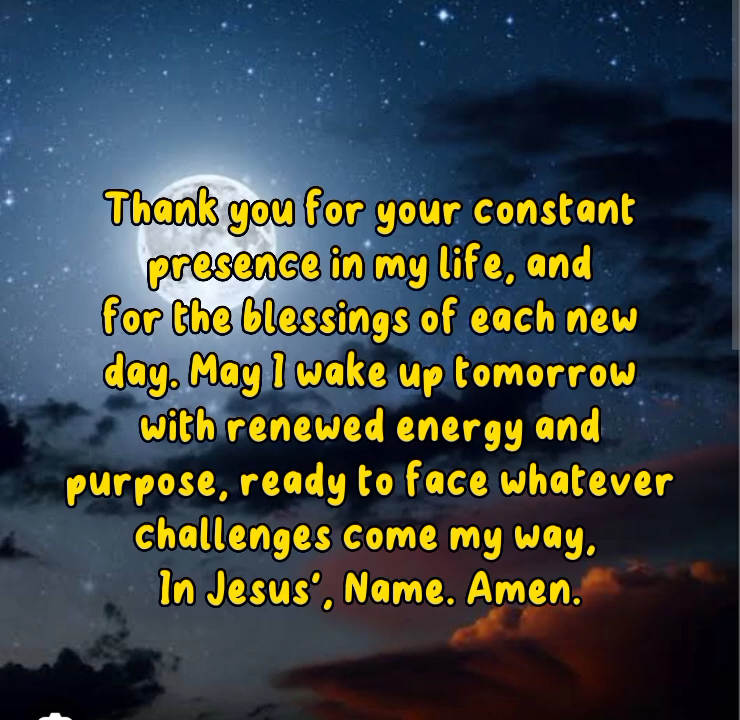 Thank you for your constant
presence in my life, and
for the blessings of each new
day. May I wake up tomorrow
with renewed energy and
purpose, ready to face whatever
challenges come my way,
In Jesus’, Name. Amen.